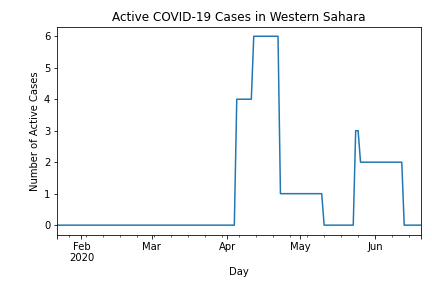 Active COVID-19 Cases in Western Sahara
Number of Active Cases
6
5
4
3
2
1
0
Feb Mar Apr May Jun
2020
Day